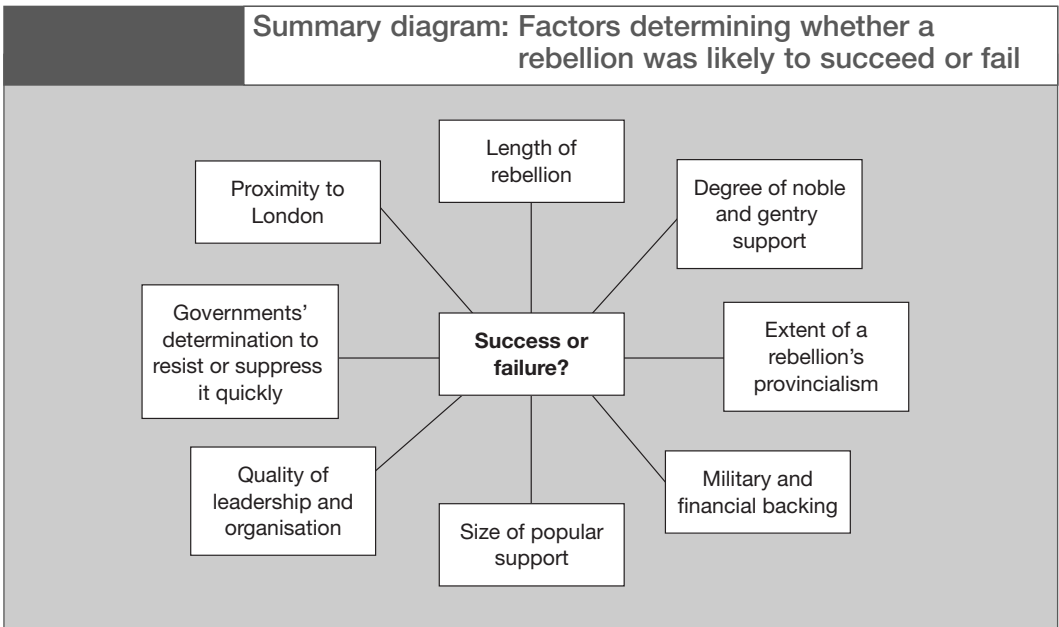 Summary diagram: Factors determining whether a
rebellion was likely to succeed or fail
Length of
rebellion
Proximity to
London
Degree of noble
and gentry
support
Governments'
determination to
resist or suppress
it quickly
Success or
failure?
Extent of a
rebellion's
provincialism
Quality of
leadership and
organisation
Size of popular
support
Military and
financial backing